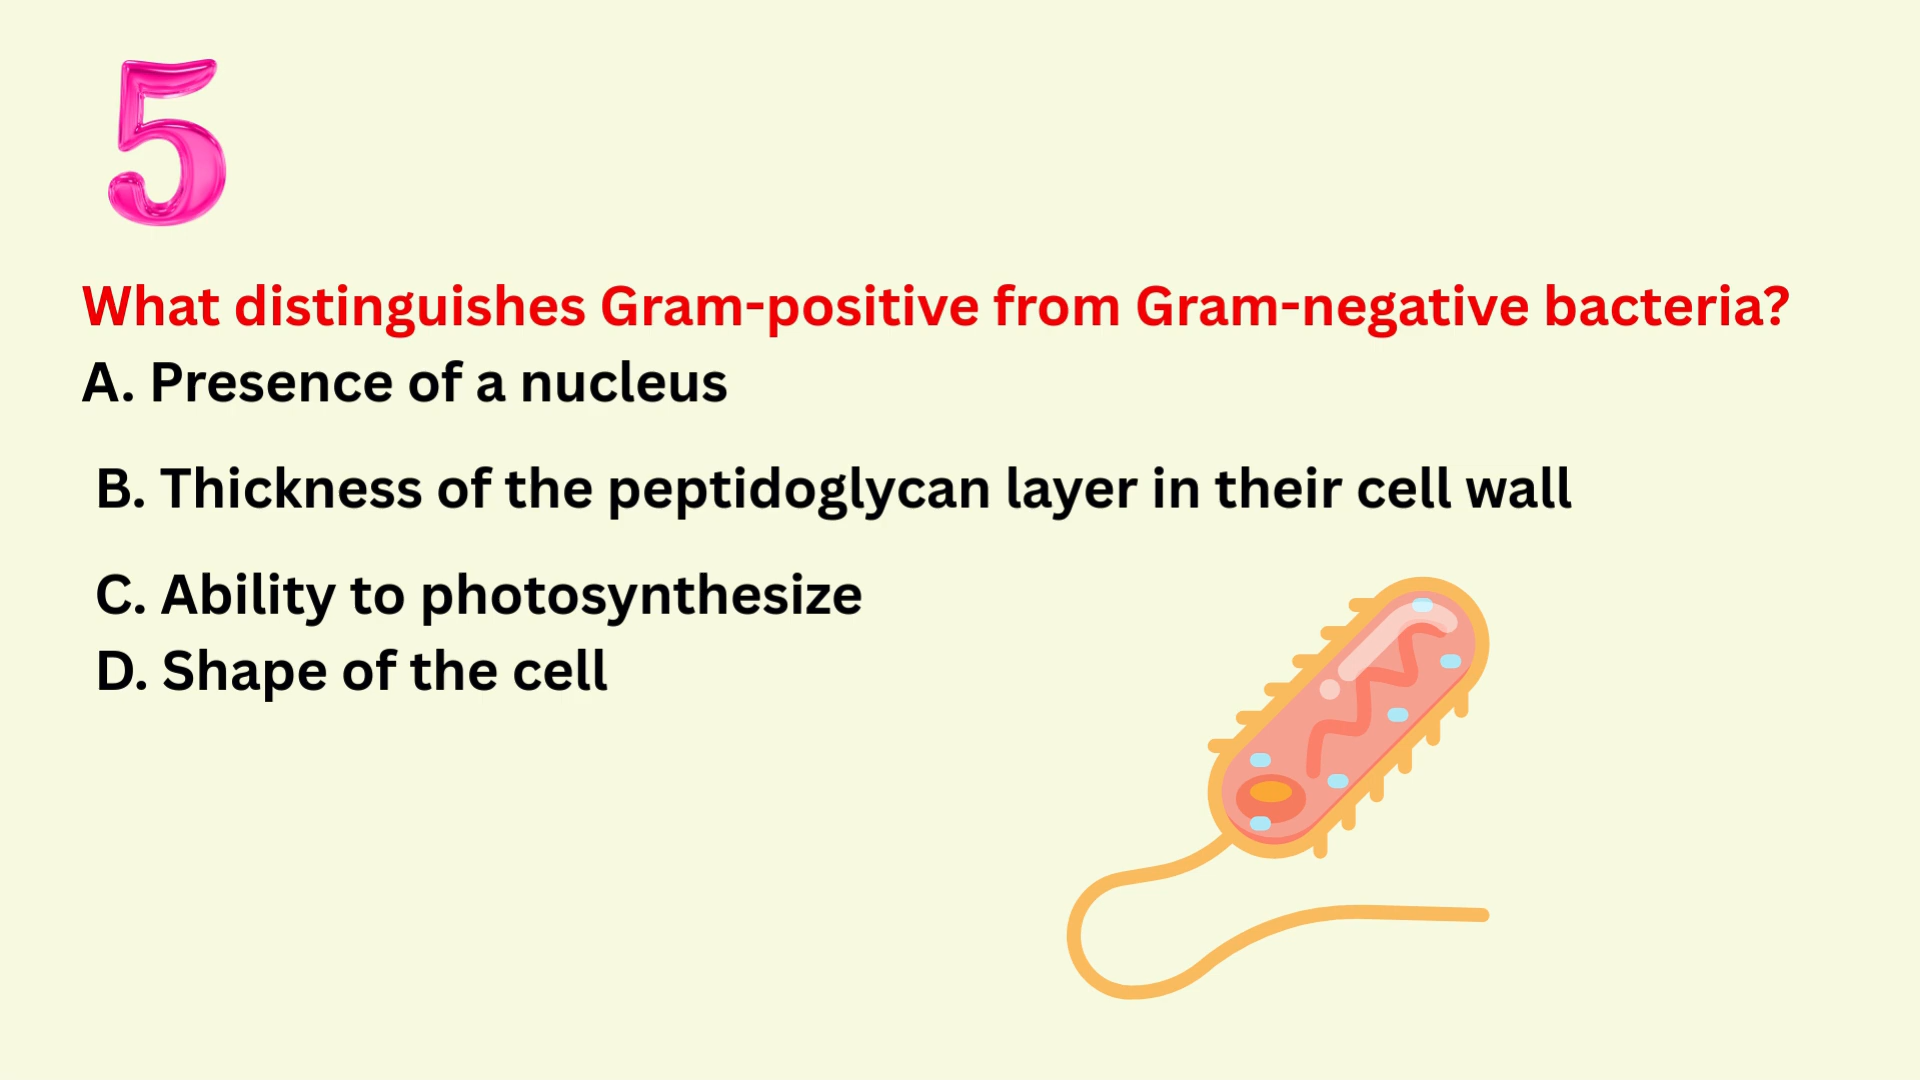 5
What distinguishes Gram-positive from Gram-negative bacteria?
A. Presence of a nucleus
B. Thickness of the peptidoglycan layer in their cell wall
C. Ability to photosynthesize
D. Shape of the cell